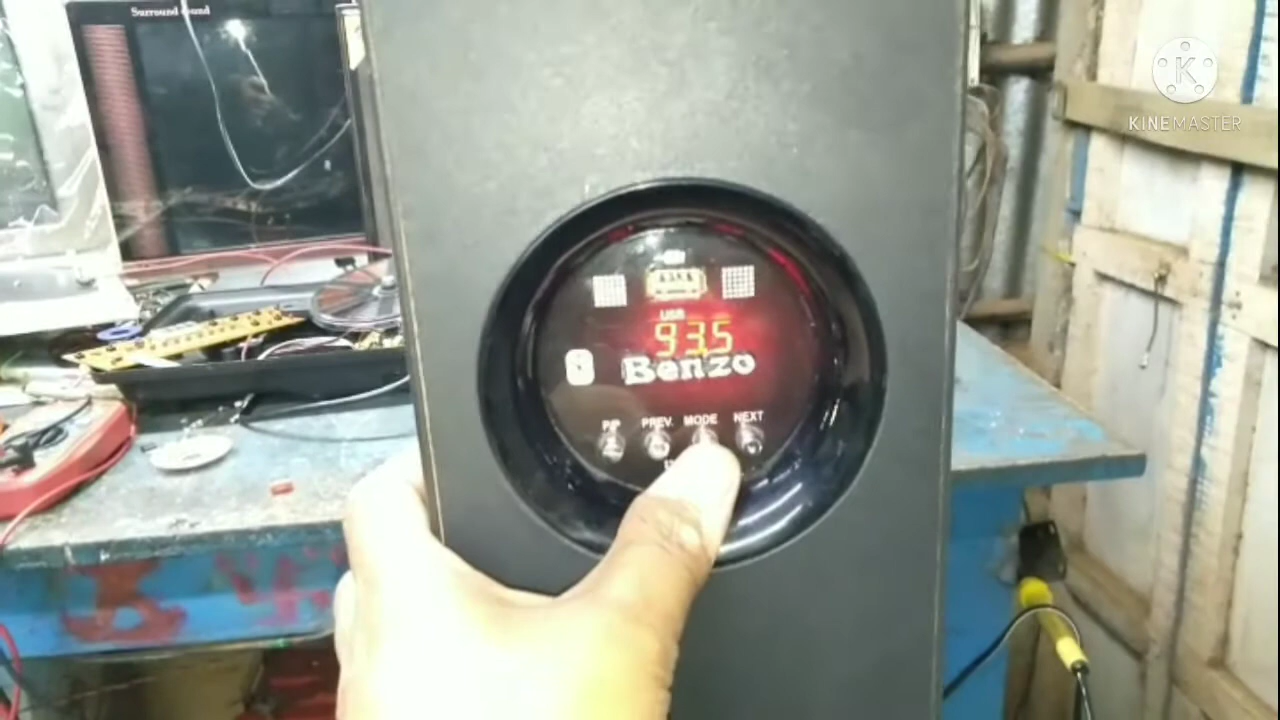 Surround Sound
KINEMASTER
USB
93.5
Benzo
P/P PREV. MODE NEXT